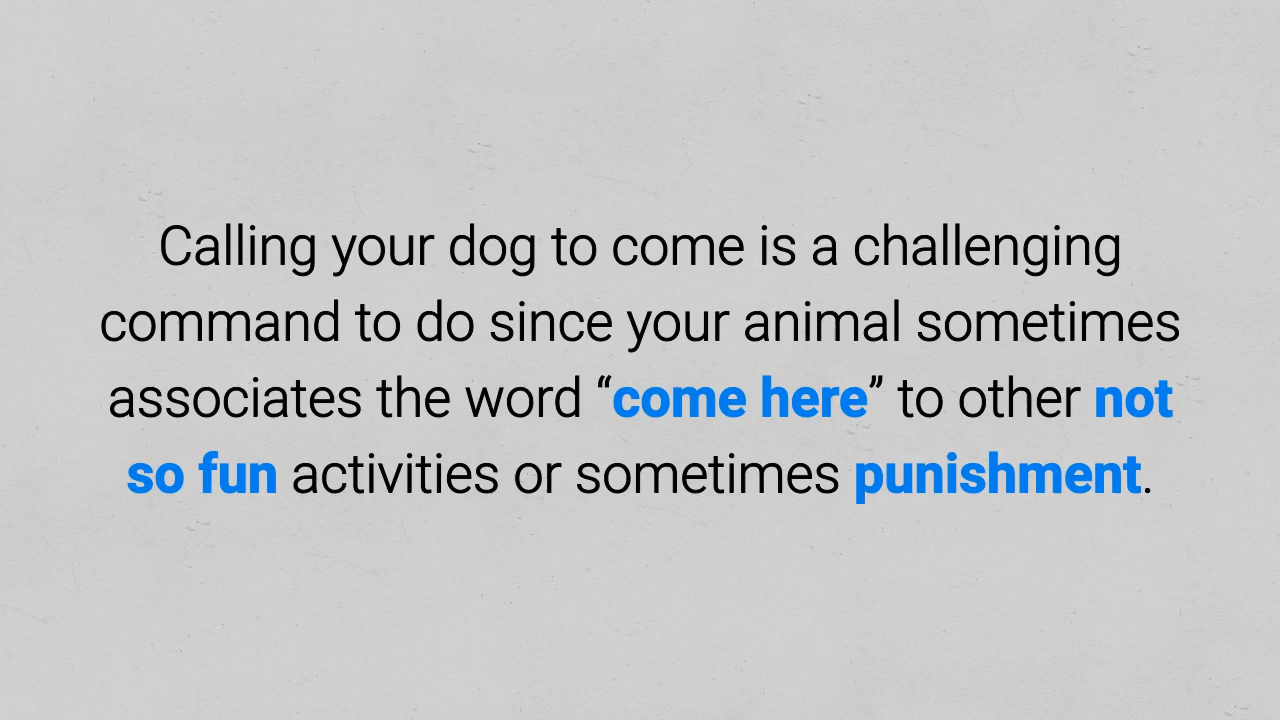 Calling your dog to come is a challenging
command to do since your animal sometimes
associates the word “come here” to other not
so fun activities or sometimes punishment.